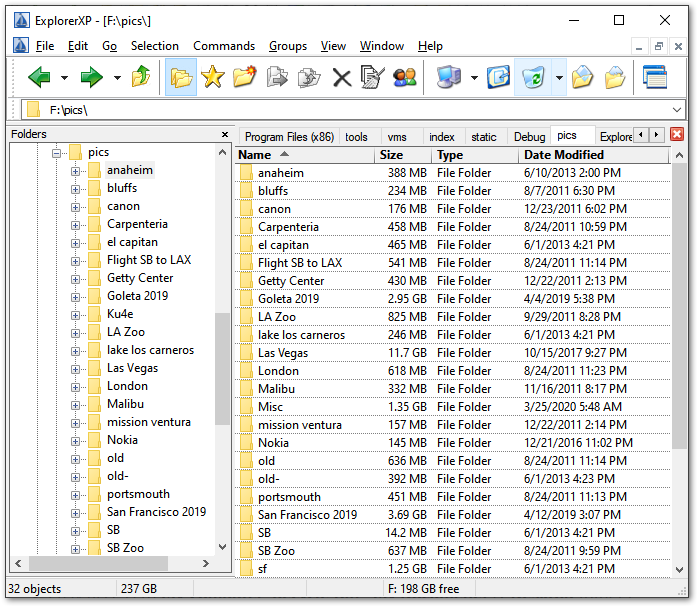 ExplorerXP - [F:\pics\]
File Edit Go Selection Commands Groups View Window Help
F:\pics\
Folders
pics
anaheim
bluffs
canon
Carpenteria
el capitan
Flight SB to LAX
Getty Center
Goleta 2019
Ku4e
LA Zoo
lake los carneros
Las Vegas
London
Malibu
mission ventura
Nokia
old
old-
portsmouth
San Francisco 2019
SB
SB Zoo
Program Files (x86) tools vms index static Debug pics Explore
Name Size Type Date Modified
anaheim 388 MB File Folder 6/10/2013 2:00 PM
bluffs 234 MB File Folder 8/7/2011 6:30 PM
canon 176 MB File Folder 12/23/2011 6:02 PM
Carpenteria 458 MB File Folder 8/24/2011 10:59 PM
el capitan 465 MB File Folder 6/1/2013 4:21 PM
Flight SB to LAX 541 MB File Folder 8/24/2011 11:14 PM
Getty Center 430 MB File Folder 12/22/2011 2:13 PM
Goleta 2019 2.95 GB File Folder 4/4/2019 5:38 PM
LA Zoo 825 MB File Folder 9/29/2011 8:28 PM
lake los carneros 246 MB File Folder 6/1/2013 4:21 PM
Las Vegas 11.7 GB File Folder 10/15/2017 9:27 PM
London 618 MB File Folder 8/24/2011 11:23 PM
Malibu 332 MB File Folder 11/16/2011 8:17 PM
Misc 1.35 GB File Folder 3/25/2020 5:48 AM
mission ventura 157 MB File Folder 12/22/2011 2:14 PM
Nokia 145 MB File Folder 12/21/2016 11:02 PM
old 636 MB File Folder 8/24/2011 11:14 PM
old- 392 MB File Folder 6/1/2013 4:23 PM
portsmouth 451 MB File Folder 8/24/2011 11:13 PM
San Francisco 2019 3.69 GB File Folder 4/12/2019 3:07 PM
SB 14.2 MB File Folder 6/1/2013 4:21 PM
SB Zoo 637 MB File Folder 8/24/2011 9:59 PM
sf 1.25 GB File Folder 6/1/2013 4:21 PM
32 objects 237 GB F: 198 GB free